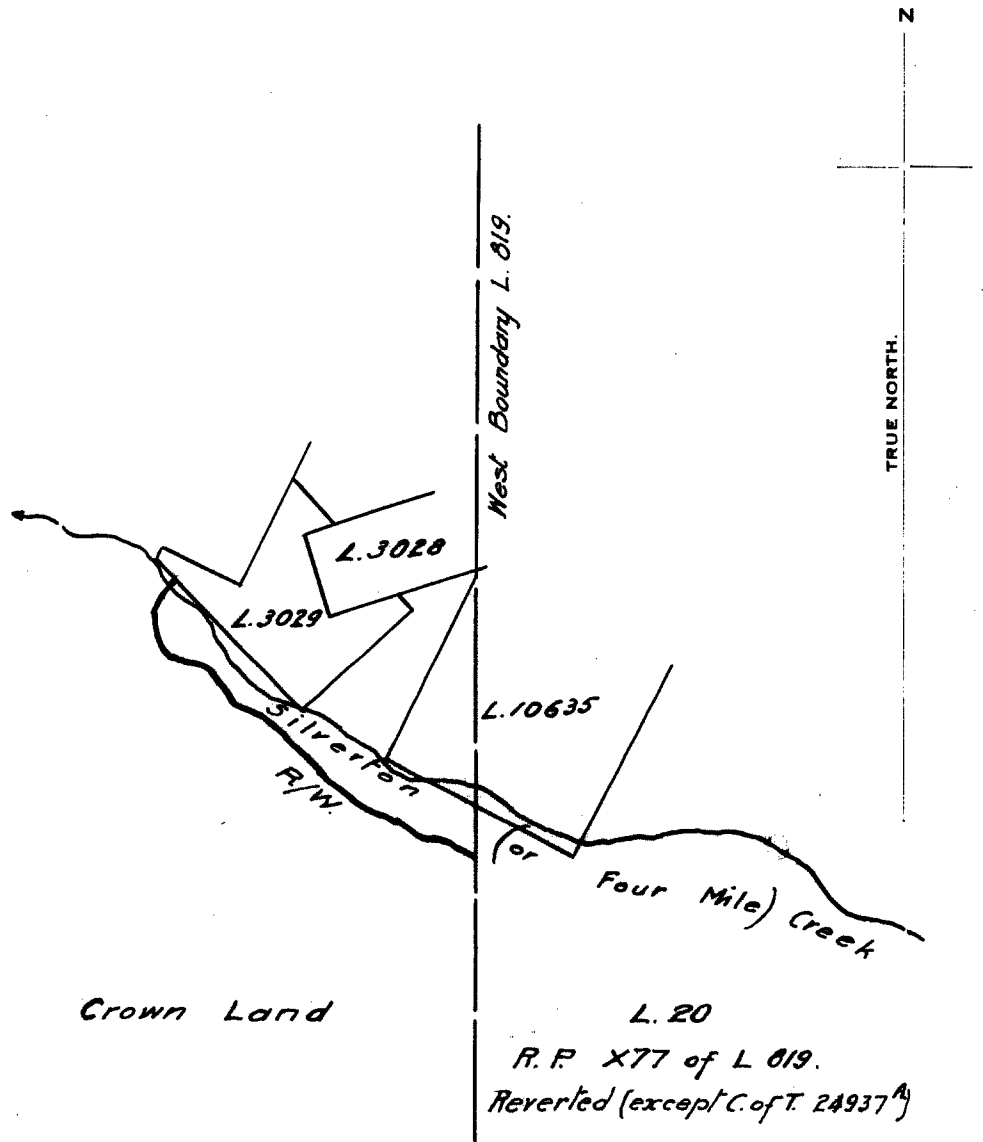 N
TRUE NORTH.
West Boundary L. 819.
L. 3028
L. 3029
L. 10635
Silverton
(or Four Mile) Creek
R/W.
Crown Land
L. 20
R.P. X77 of L 819.
Reverted (except C. of T. 24937A)